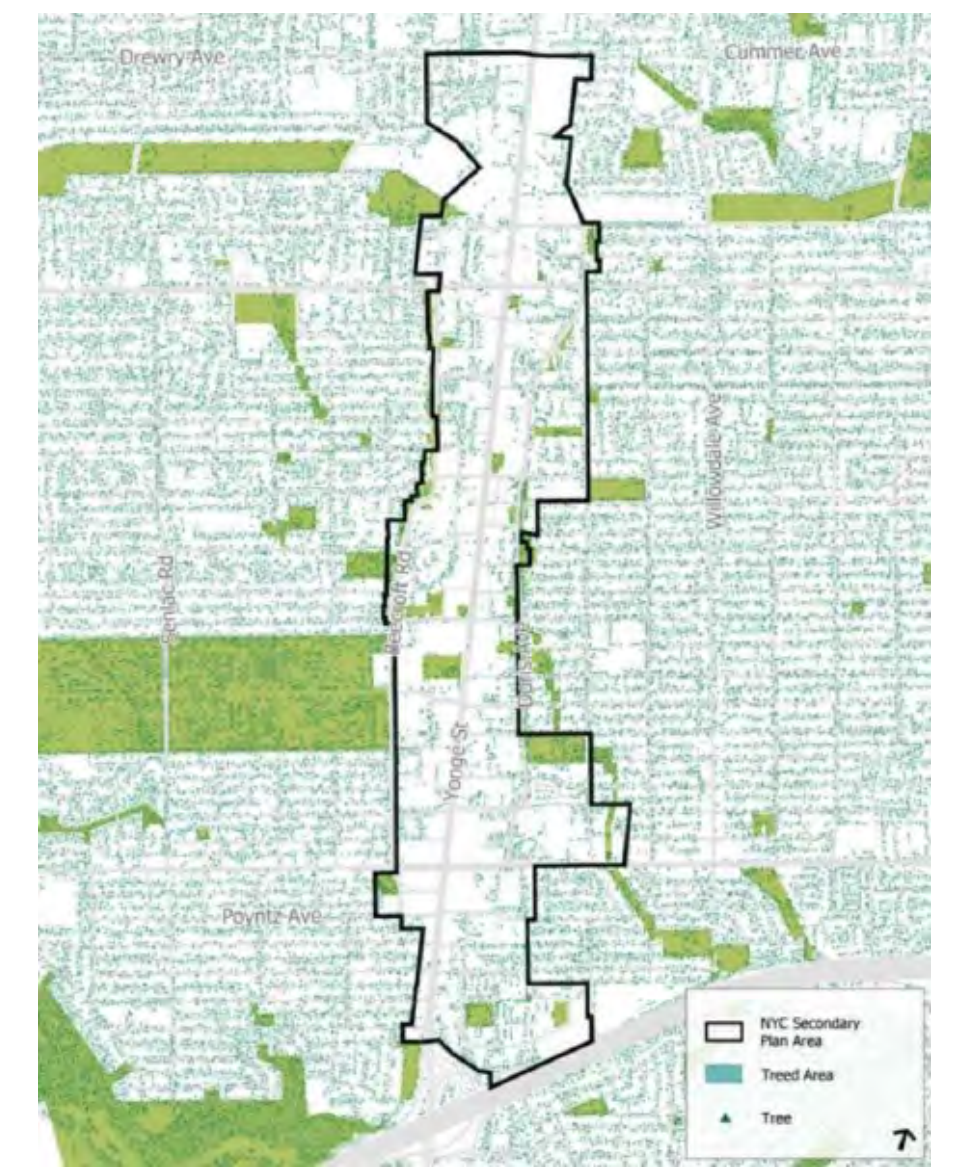 Drewry Ave
Cummer Ave
Willowdale Ave
Senlac Rd
Beecroft Rd
Doris Ave
Yonge St
Poyntz Ave
NYC Secondary
Plan Area
Treed Area
Tree